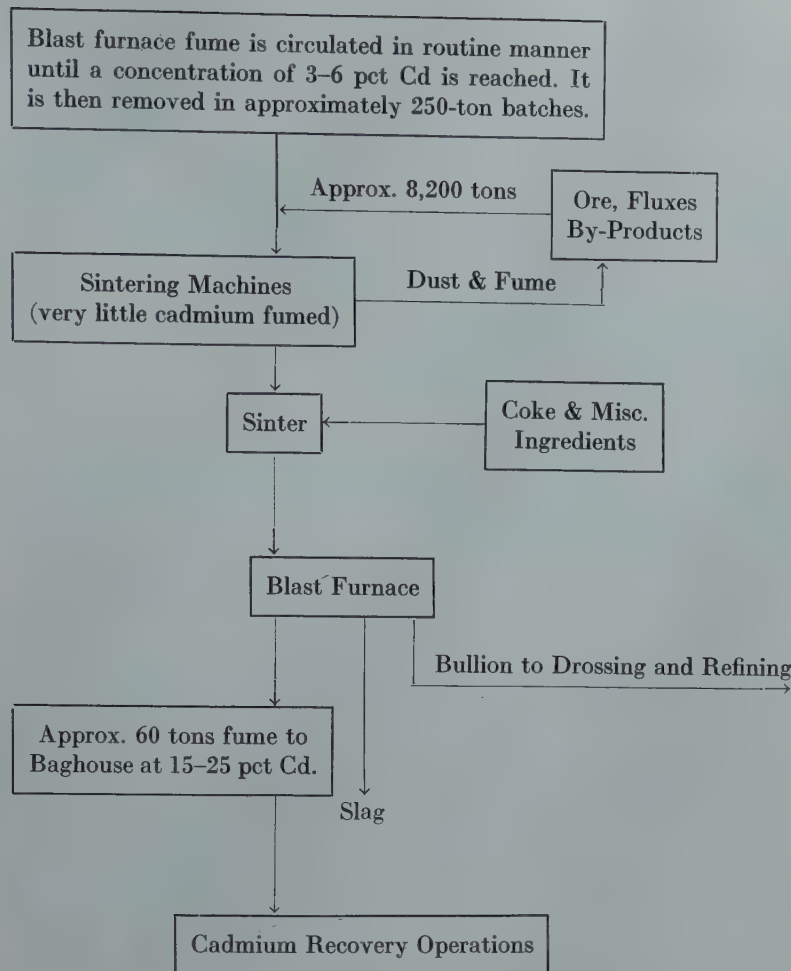 Blast furnace fume is circulated in routine manner
until a concentration of 3–6 pct Cd is reached. It
is then removed in approximately 250-ton batches.
Approx. 8,200 tons
Ore, Fluxes
By-Products
Sintering Machines
(very little cadmium fumed)
Dust & Fume
Sinter
Coke & Misc.
Ingredients
Blast Furnace
Bullion to Drossing and Refining
Approx. 60 tons fume to
Baghouse at 15–25 pct Cd.
Slag
Cadmium Recovery Operations